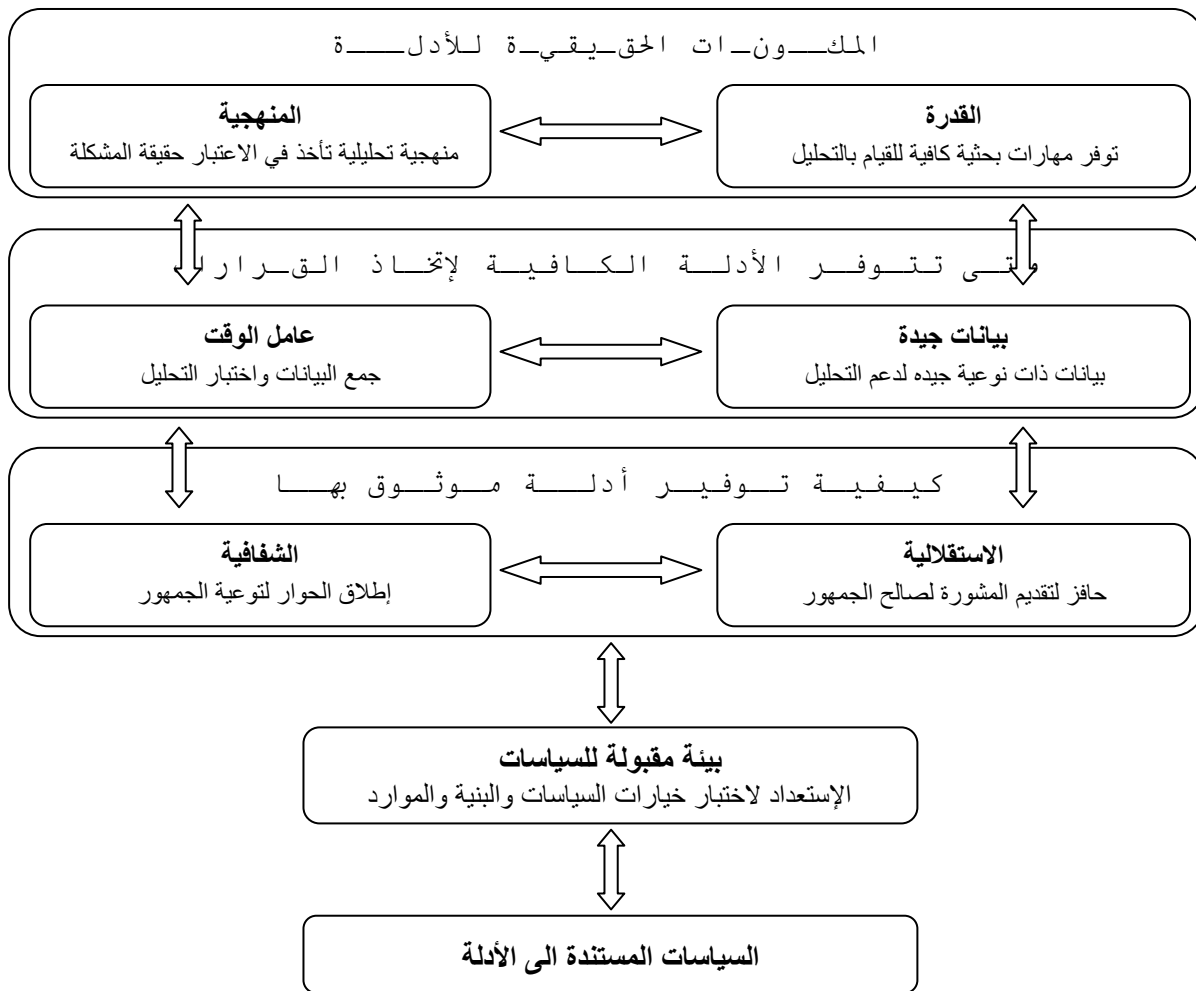 المكونات الحقيقية للأدلة
القدرة
توفر مهارات بحثية كافية للقيام بالتحليل
المنهجية
منهجية تحليلية تأخذ في الاعتبار حقيقة المشكلة
تتوفر الأدلة الكافية لإتخاذ القرار
بيانات جيدة
بيانات ذات نوعية جيده لدعم التحليل
عامل الوقت
جمع البيانات واختبار التحليل
كيفية توفير أدلة موثوق بها
الاستقلالية
حافز لتقديم المشورة لصالح الجمهور
الشفافية
إطلاق الحوار لتوعية الجمهور
بيئة مقبولة للسياسات
الإستعداد لاختبار خيارات السياسات والبنية والموارد
السياسات المستندة الى الأدلة